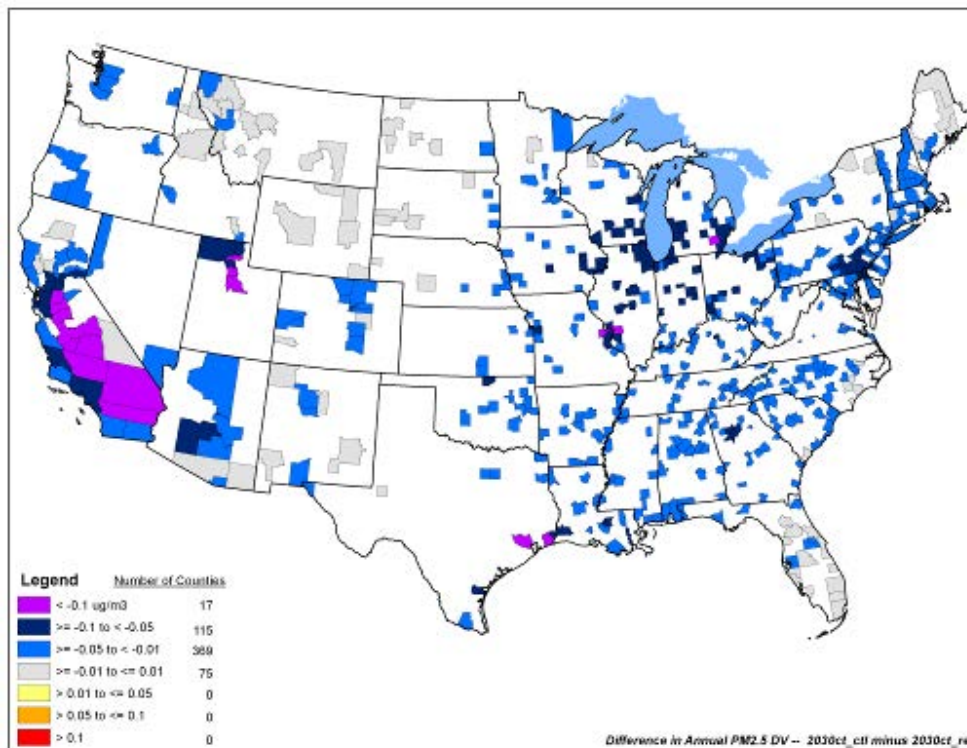 Legend Number of Counties
< -0.1 ug/m3 17
>= -0.1 to < -0.05 115
>= -0.05 to < -0.01 369
>= -0.01 to <= 0.01 75
> 0.01 to <= 0.05 0
> 0.05 to <= 0.1 0
> 0.1 0
Difference in Annual PM2.5 DV -- 2030ct_ctl minus 2030ct_re